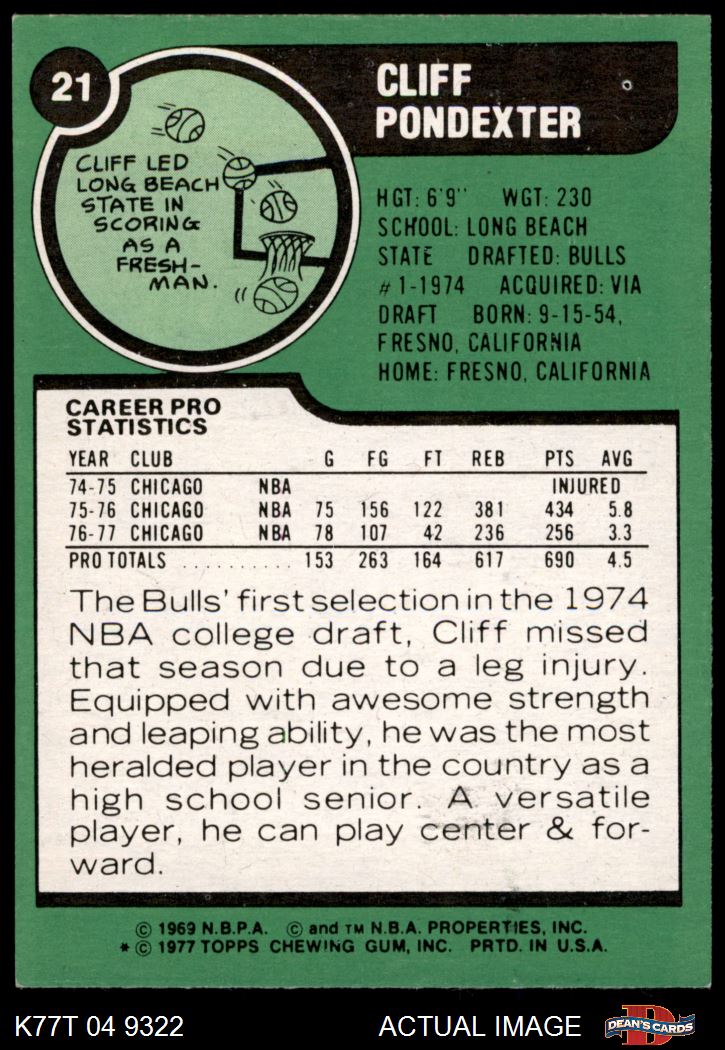 21
CLIFF
PONDEXTER
CLIFF LED
LONG BEACH
STATE IN
SCORING
AS A
FRESH-
MAN.
HGT: 6'9" WGT: 230
SCHOOL: LONG BEACH
STATE DRAFTED: BULLS
#1-1974 ACQUIRED: VIA
DRAFT BORN: 9-15-54,
FRESNO, CALIFORNIA
HOME: FRESNO, CALIFORNIA
CAREER PRO
STATISTICS
YEAR CLUB G FG FT REB PTS AVG
74-75 CHICAGO NBA INJURED
75-76 CHICAGO NBA 75 156 122 381 434 5.8
76-77 CHICAGO NBA 78 107 42 236 256 3.3
PRO TOTALS .......... 153 263 164 617 690 4.5
The Bulls' first selection in the 1974
NBA college draft, Cliff missed
that season due to a leg injury.
Equipped with awesome strength
and leaping ability, he was the most
heralded player in the country as a
high school senior. A versatile
player, he can play center & for-
ward.
© 1969 N.B.P.A. © and TM N.B.A. PROPERTIES, INC.
* © 1977 TOPPS CHEWING GUM, INC. PRTD. IN U.S.A.
K77T 04 9322 ACTUAL IMAGE
D
DEAN'S CARDS